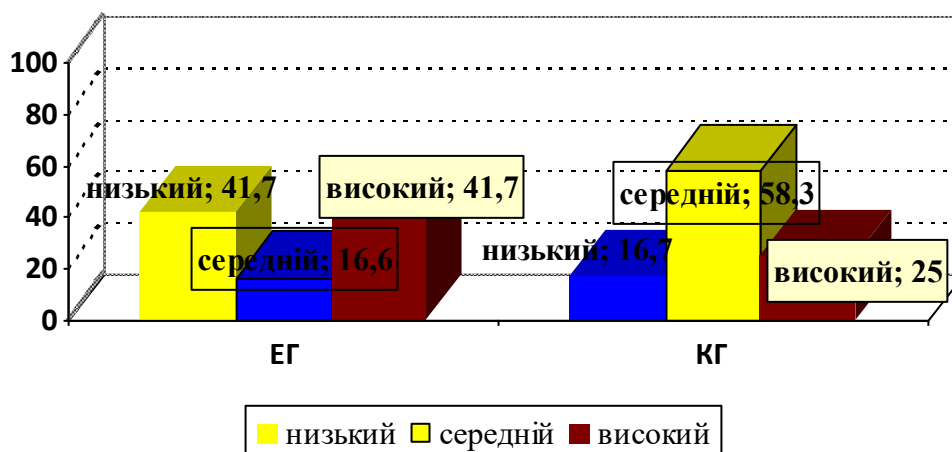 100
80
60
40
20
0
низький; 41,7
середній; 16,6
високий; 41,7
низький; 16,7
середній; 58,3
високий; 25
ЕГ
КГ
низький середній високий